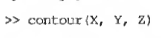 >> contour(X, Y, Z)